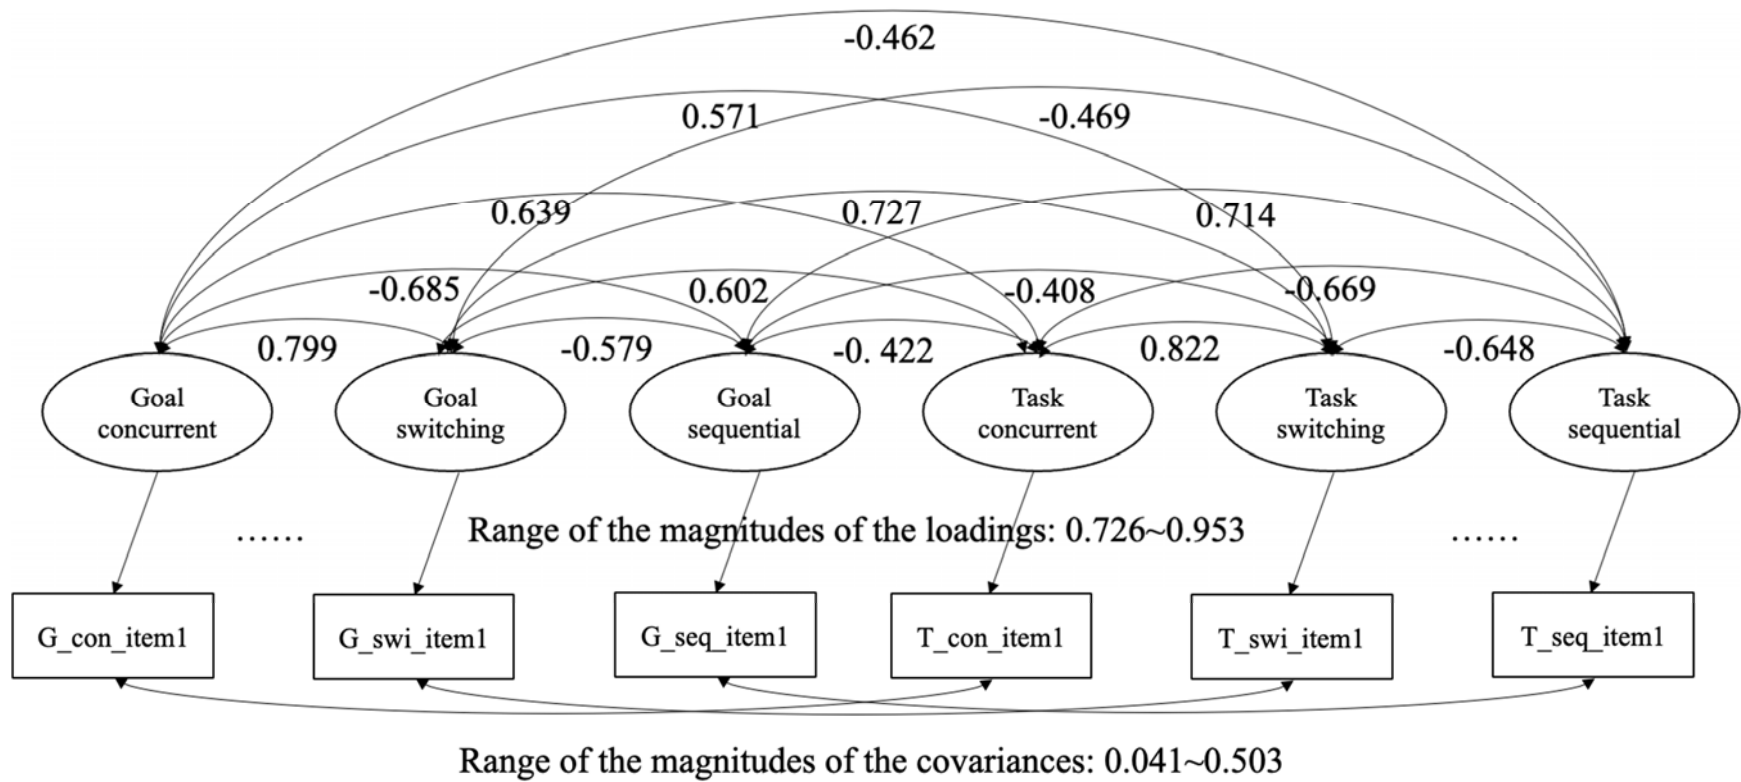 -0.462
0.571
-0.469
0.639
0.727
0.714
-0.685
0.602
-0.408
-0.669
0.799
-0.579
-0. 422
0.822
-0.648
Goal
concurrent
Goal
switching
Goal
sequential
Task
concurrent
Task
switching
Task
sequential
......
Range of the magnitudes of the loadings: 0.726~0.953
......
G_con_item1
G_swi_item1
G_seq_item1
T_con_item1
T_swi_item1
T_seq_item1
Range of the magnitudes of the covariances: 0.041~0.503